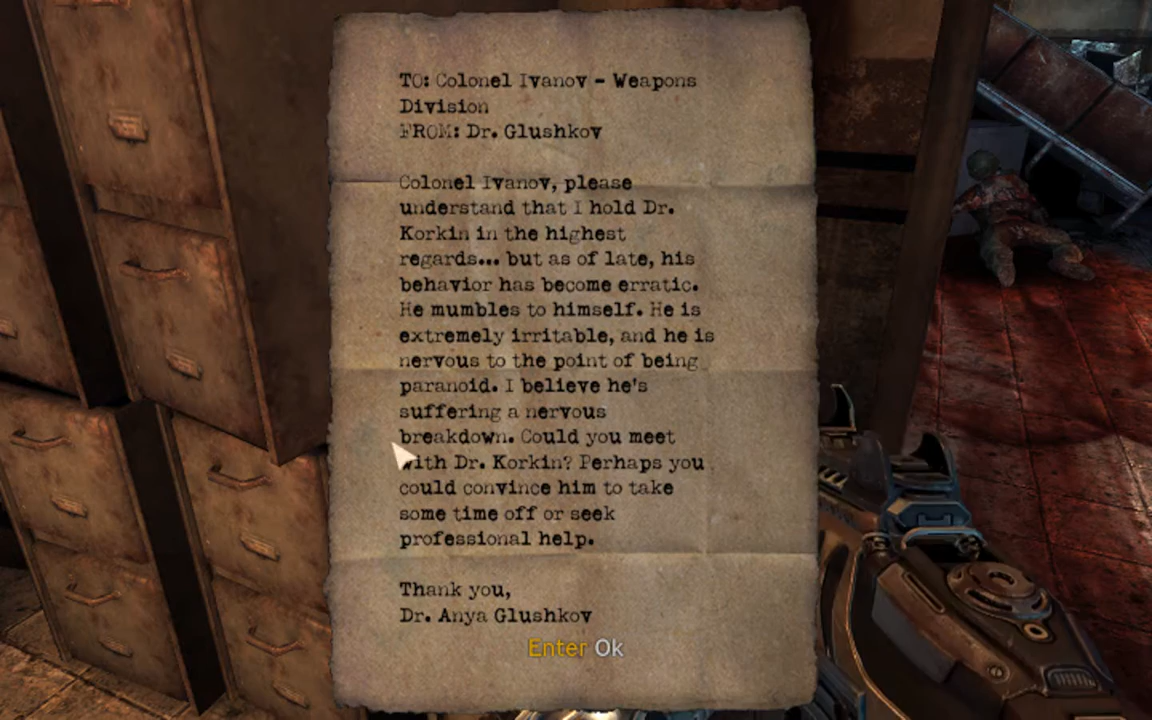 TO: Colonel Ivanov - Weapons
Division
FROM: Dr. Glushkov
Colonel Ivanov, please
understand that I hold Dr.
Korkin in the highest
regards... but as of late, his
behavior has become erratic.
He mumbles to himself. He is
extremely irritable, and he is
nervous to the point of being
paranoid. I believe he's
suffering a nervous
breakdown. Could you meet
with Dr. Korkin? Perhaps you
could convince him to take
some time off or seek
professional help.
Thank you,
Dr. Anya Glushkov
Enter Ok